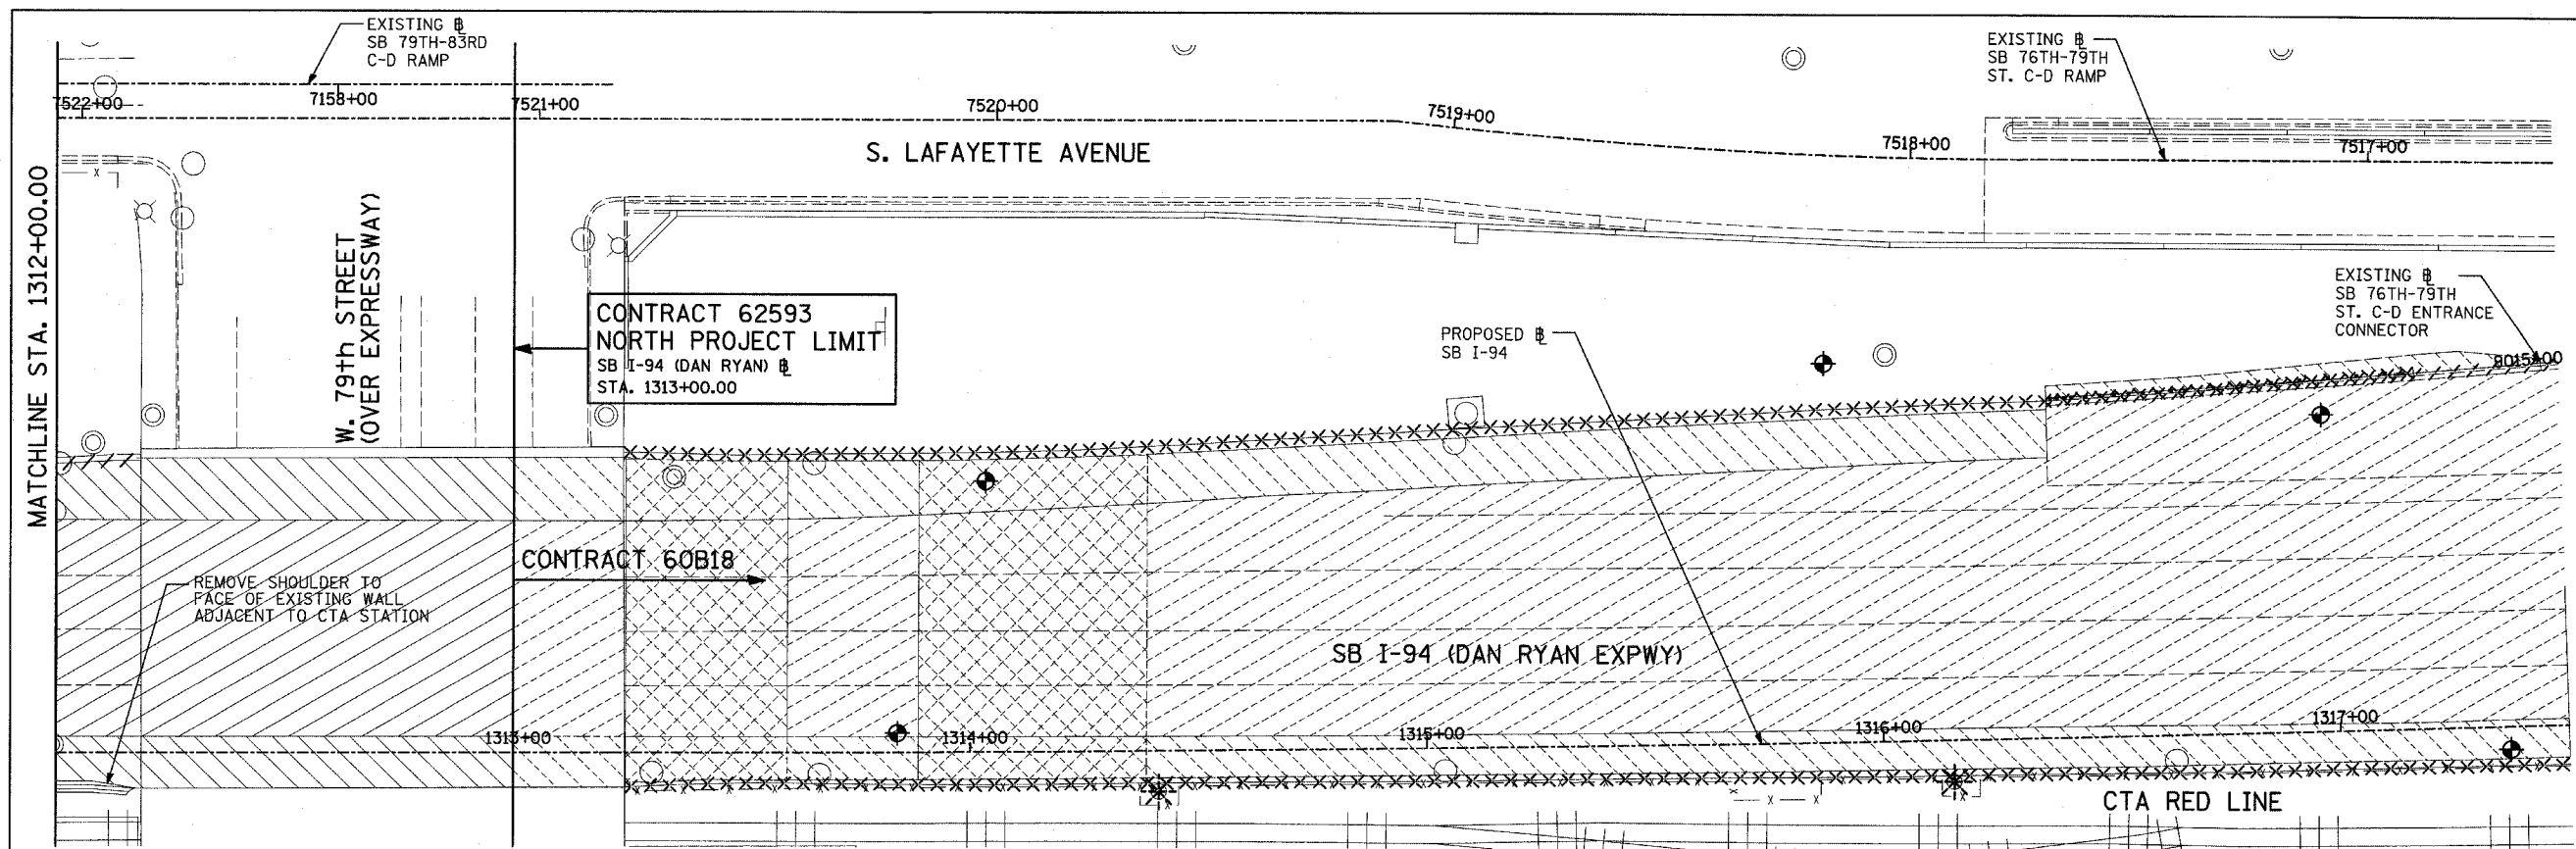 EXISTING ℄
SB 79TH-83RD
C-D RAMP
EXISTING ℄
SB 76TH-79TH
ST. C-D RAMP
7522+00
7158+00
7521+00
7520+00
7519+00
7518+00
7517+00
S. LAFAYETTE AVENUE
MATCHLINE STA. 1312+00.00
W. 79th STREET
(OVER EXPRESSWAY)
CONTRACT 62593
NORTH PROJECT LIMIT
SB I-94 (DAN RYAN) ℄
STA. 1313+00.00
PROPOSED ℄
SB I-94
EXISTING ℄
SB 76TH-79TH
ST. C-D ENTRANCE
CONNECTOR
8015+00
CONTRACT 60B18
REMOVE SHOULDER TO
FACE OF EXISTING WALL
ADJACENT TO CTA STATION
SB I-94 (DAN RYAN EXPWY)
1313+00
1314+00
1315+00
1316+00
1317+00
CTA RED LINE